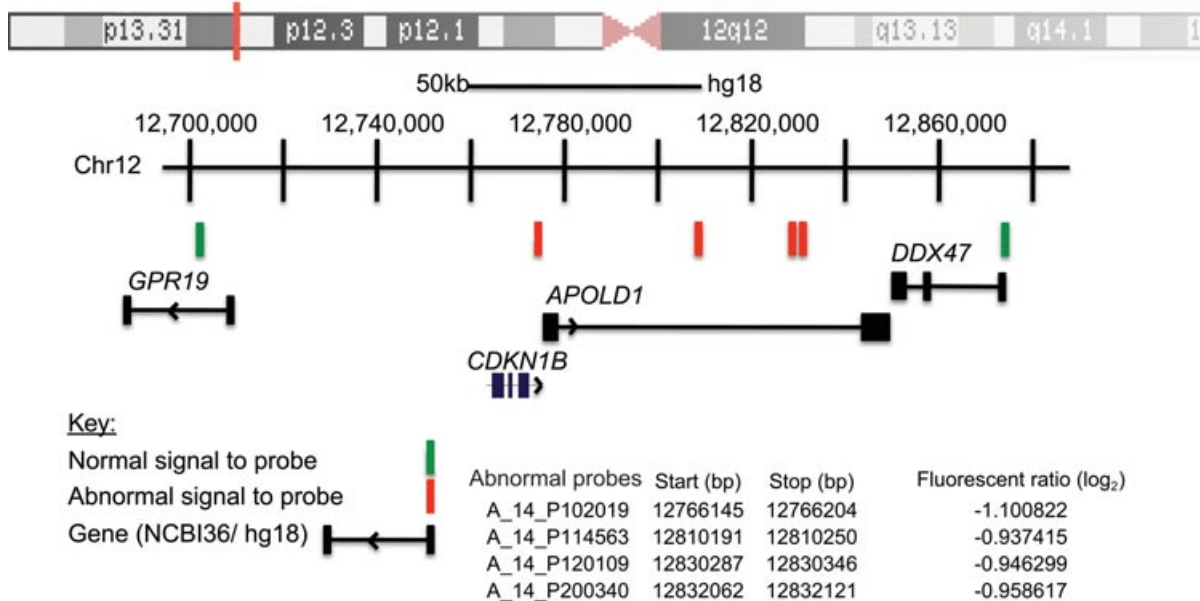 p13.31 p12.3 p12.1 12q12 q13.13 q14.1 1
50kb hg18
12,700,000 12,740,000 12,780,000 12,820,000 12,860,000
Chr12
DDX47
GPR19 APOLD1
CDKN1B
Key:
Normal signal to probe
Abnormal signal to probe
Gene (NCBI36/ hg18)
Abnormal probes Start (bp) Stop (bp) Fluorescent ratio (log₂)
A_14_P102019 12766145 12766204 -1.100822
A_14_P114563 12810191 12810250 -0.937415
A_14_P120109 12830287 12830346 -0.946299
A_14_P200340 12832062 12832121 -0.958617